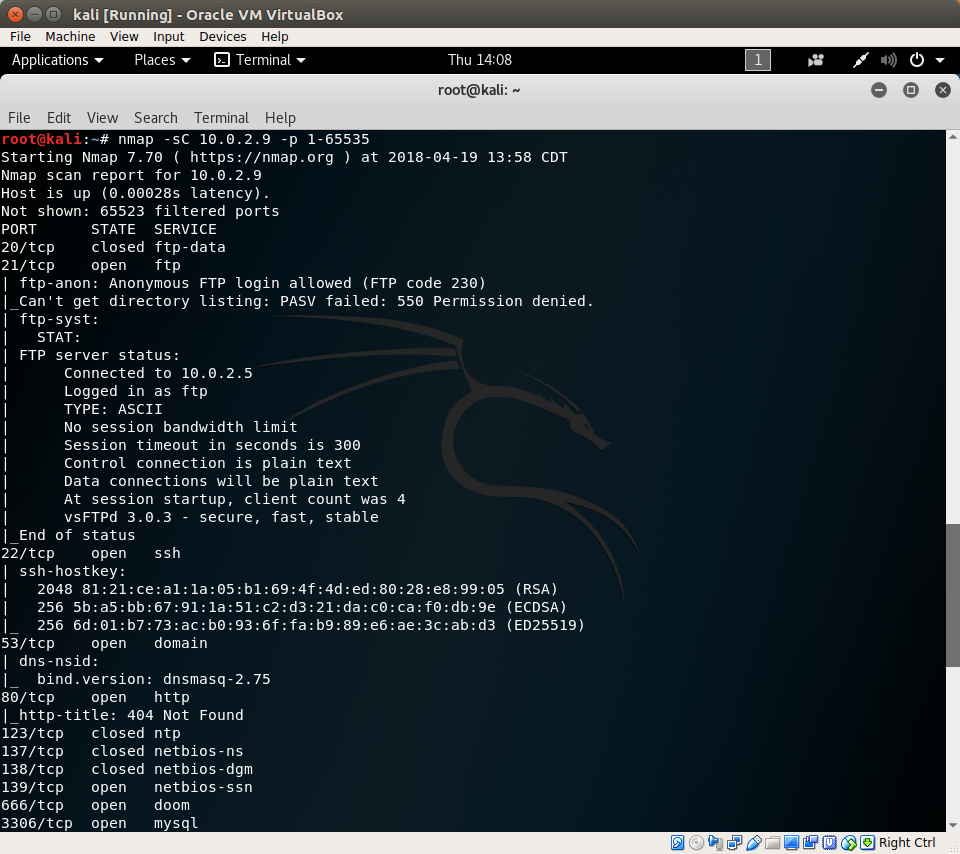 kali [Running] - Oracle VM VirtualBox
File Machine View Input Devices Help
Applications Places Terminal Thu 14:08 1
root@kali: ~
File Edit View Search Terminal Help
root@kali:~# nmap -sC 10.0.2.9 -p 1-65535
Starting Nmap 7.70 ( https://nmap.org ) at 2018-04-19 13:58 CDT
Nmap scan report for 10.0.2.9
Host is up (0.00028s latency).
Not shown: 65523 filtered ports
PORT      STATE  SERVICE
20/tcp    closed ftp-data
21/tcp    open   ftp
| ftp-anon: Anonymous FTP login allowed (FTP code 230)
|_Can't get directory listing: PASV failed: 550 Permission denied.
| ftp-syst:
|   STAT:
| FTP server status:
|      Connected to 10.0.2.5
|      Logged in as ftp
|      TYPE: ASCII
|      No session bandwidth limit
|      Session timeout in seconds is 300
|      Control connection is plain text
|      Data connections will be plain text
|      At session startup, client count was 4
|      vsFTPd 3.0.3 - secure, fast, stable
|_End of status
22/tcp    open   ssh
| ssh-hostkey:
|   2048 81:21:ce:a1:1a:05:b1:69:4f:4d:ed:80:28:e8:99:05 (RSA)
|   256 5b:a5:bb:67:91:1a:51:c2:d3:21:da:c0:ca:f0:db:9e (ECDSA)
|_  256 6d:01:b7:73:ac:b0:93:6f:fa:b9:89:e6:ae:3c:ab:d3 (ED25519)
53/tcp    open   domain
| dns-nsid:
|_  bind.version: dnsmasq-2.75
80/tcp    open   http
|_http-title: 404 Not Found
123/tcp   closed ntp
137/tcp   closed netbios-ns
138/tcp   closed netbios-dgm
139/tcp   open   netbios-ssn
666/tcp   open   doom
3306/tcp  open   mysql
Right Ctrl